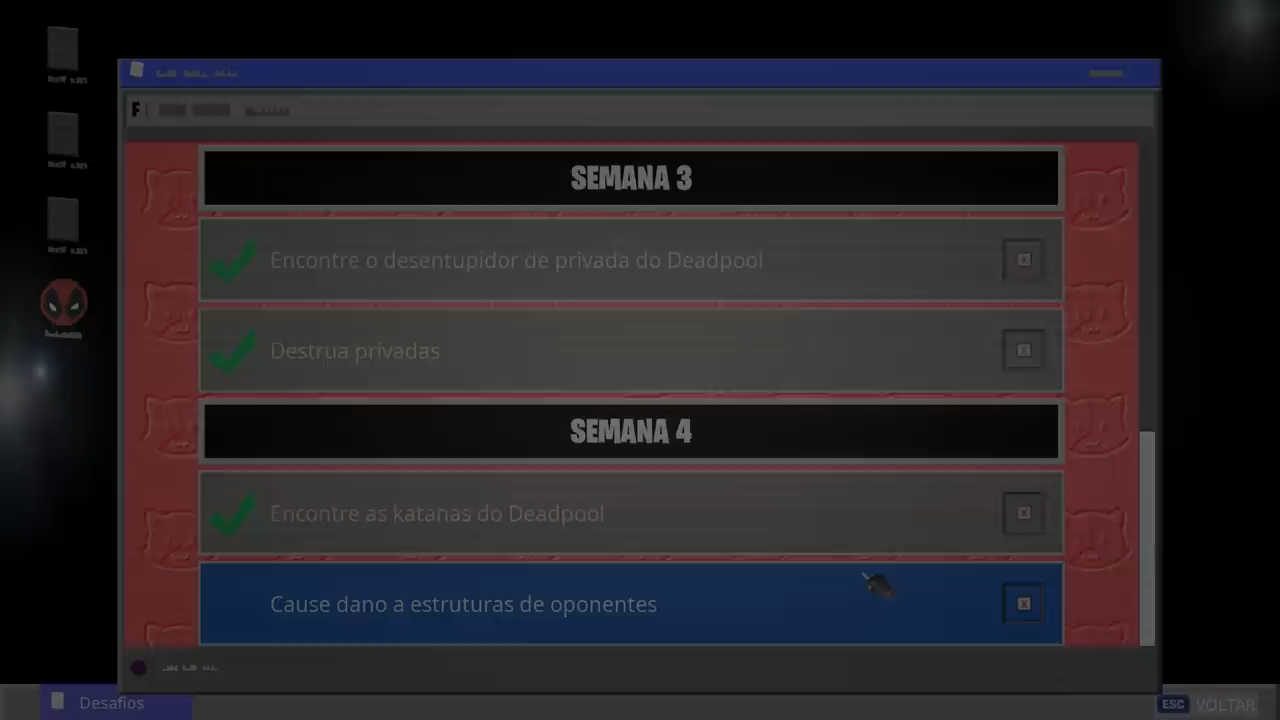 SEMANA 3
Encontre o desentupidor de privada do Deadpool
Destrua privadas
SEMANA 4
Encontre as katanas do Deadpool
Cause dano a estruturas de oponentes
Desafios
ESC VOLTAR